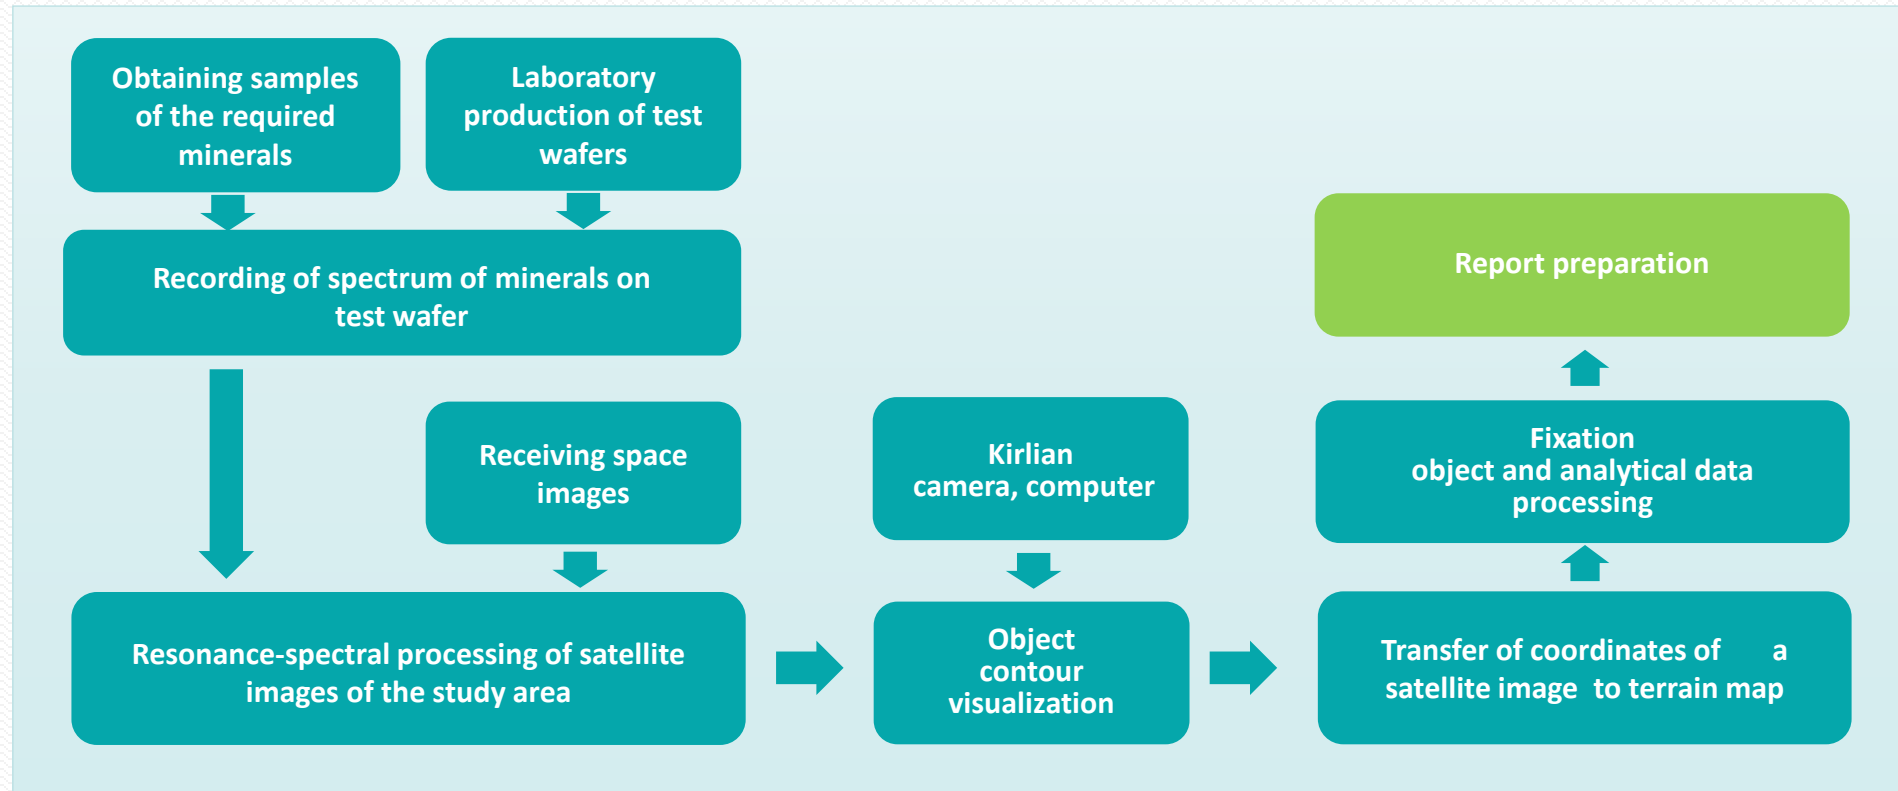 Obtaining samples
of the required
minerals
Laboratory
production of test
wafers
Recording of spectrum of minerals on
test wafer
Receiving space
images
Resonance-spectral processing of satellite
images of the study area
Kirlian
camera, computer
Object
contour
visualization
Transfer of coordinates of a
satellite image to terrain map
Fixation
object and analytical data
processing
Report preparation